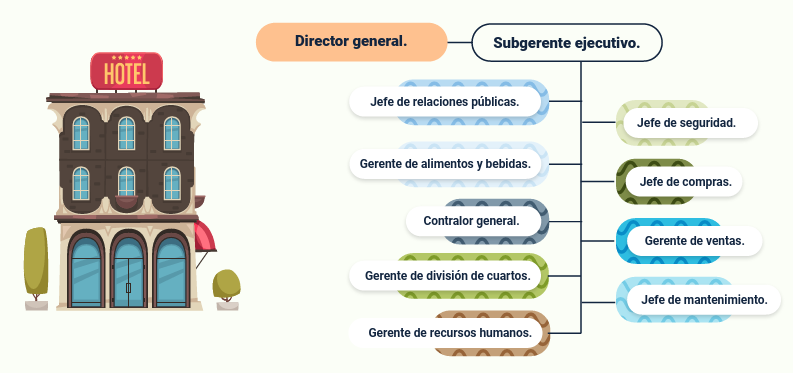 HOTEL
Director general.
Subgerente ejecutivo.
Jefe de relaciones públicas.
Jefe de seguridad.
Gerente de alimentos y bebidas.
Jefe de compras.
Contralor general.
Gerente de ventas.
Gerente de división de cuartos.
Jefe de mantenimiento.
Gerente de recursos humanos.